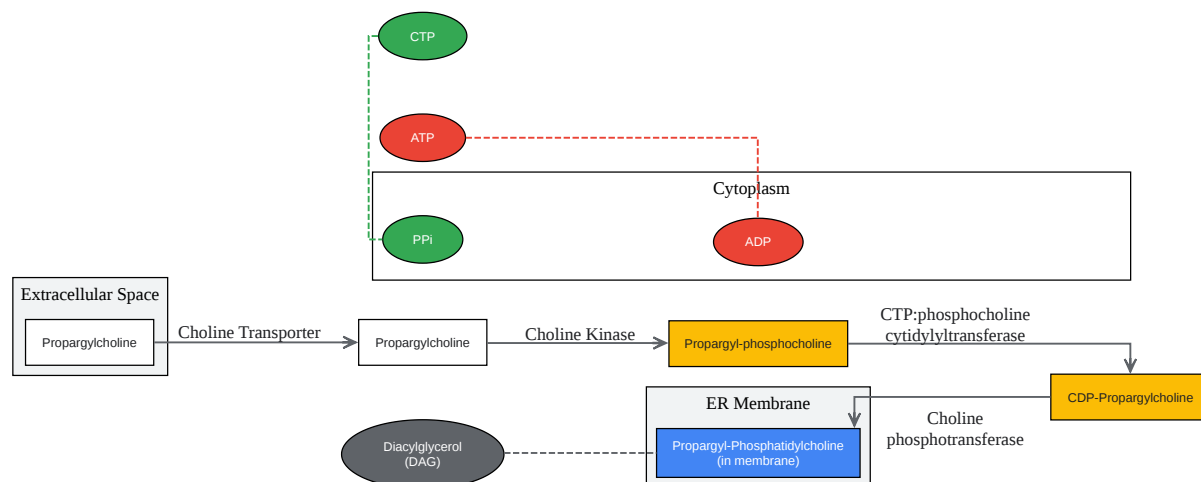 CTP
ATP
Cytoplasm
PPi
ADP
Extracellular Space
Propargylcholine
Choline Transporter
Propargylcholine
Choline Kinase
Propargyl-phosphocholine
CTP:phosphocholine
cytidylyltransferase
CDP-Propargylcholine
ER Membrane
Choline
phosphotransferase
Diacylglycerol
(DAG)
Propargyl-Phosphatidylcholine
(in membrane)